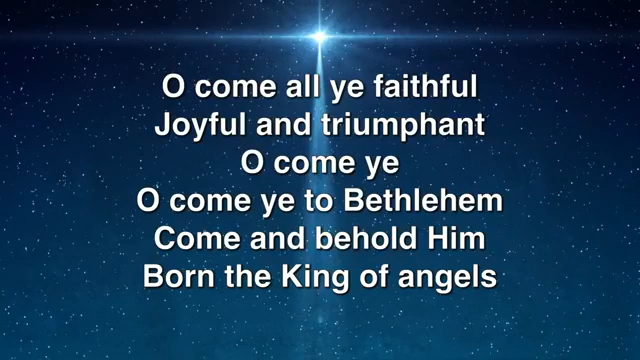 O come all ye faithful
Joyful and triumphant
O come ye
O come ye to Bethlehem
Come and behold Him
Born the King of angels